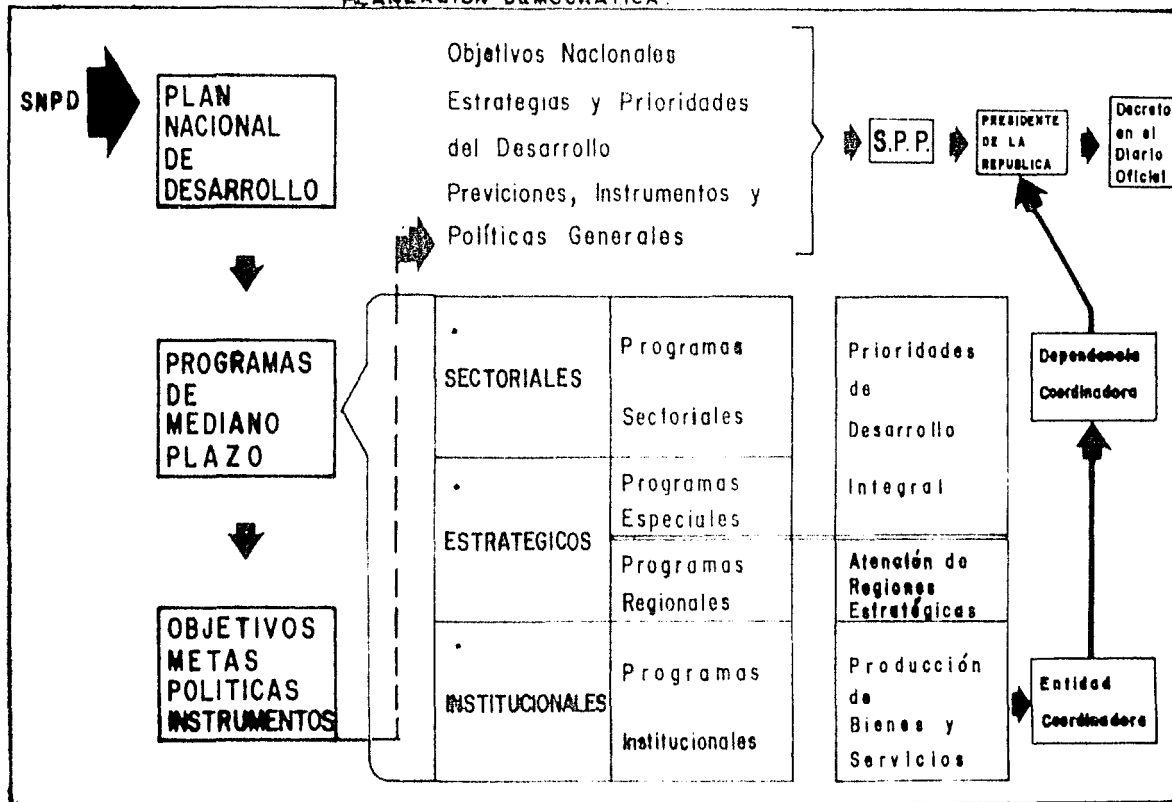 PLANEACION DEMOCRATICA.
SNPD
PLAN
NACIONAL
DE
DESARROLLO
Objetivos Nacionales
Estrategias y Prioridades
del Desarrollo
Previciones, Instrumentos y
Políticas Generales
S.P.P.
PRESIDENTE
DE LA
REPUBLICA
Decreto
en el
Diario
Oficial
PROGRAMAS
DE
MEDIANO
PLAZO
SECTORIALES
Programas
Sectoriales
Prioridades
de
Desarrollo
Integral
Dependencia
Coordinadora
ESTRATEGICOS
Programas
Especiales
Programas
Regionales
Atención de
Regiones
Estratégicas
OBJETIVOS
METAS
POLITICAS
INSTRUMENTOS
INSTITUCIONALES
Programas
Institucionales
Producción
de
Bienes y
Servicios
Entidad
Coordinadora